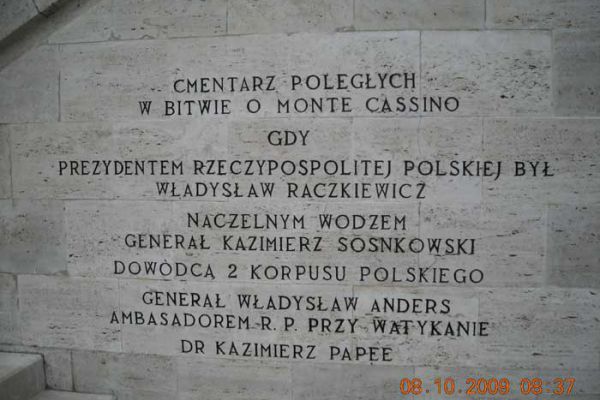 CMENTARZ POLEGŁYCH
W BITWIE O MONTE CASSINO
GDY
PREZYDENTEM RZECZYPOSPOLITEJ POLSKIEJ BYŁ
WŁADYSŁAW RACZKIEWICZ
NACZELNYM WODZEM
GENERAŁ KAZIMIERZ SOSNKOWSKI
DOWÓDCĄ 2 KORPUSU POLSKIEGO
GENERAŁ WŁADYSŁAW ANDERS
AMBASADOREM R. P. PRZY WATYKANIE
DR KAZIMIERZ PAPEE
08.10.2009 08:37